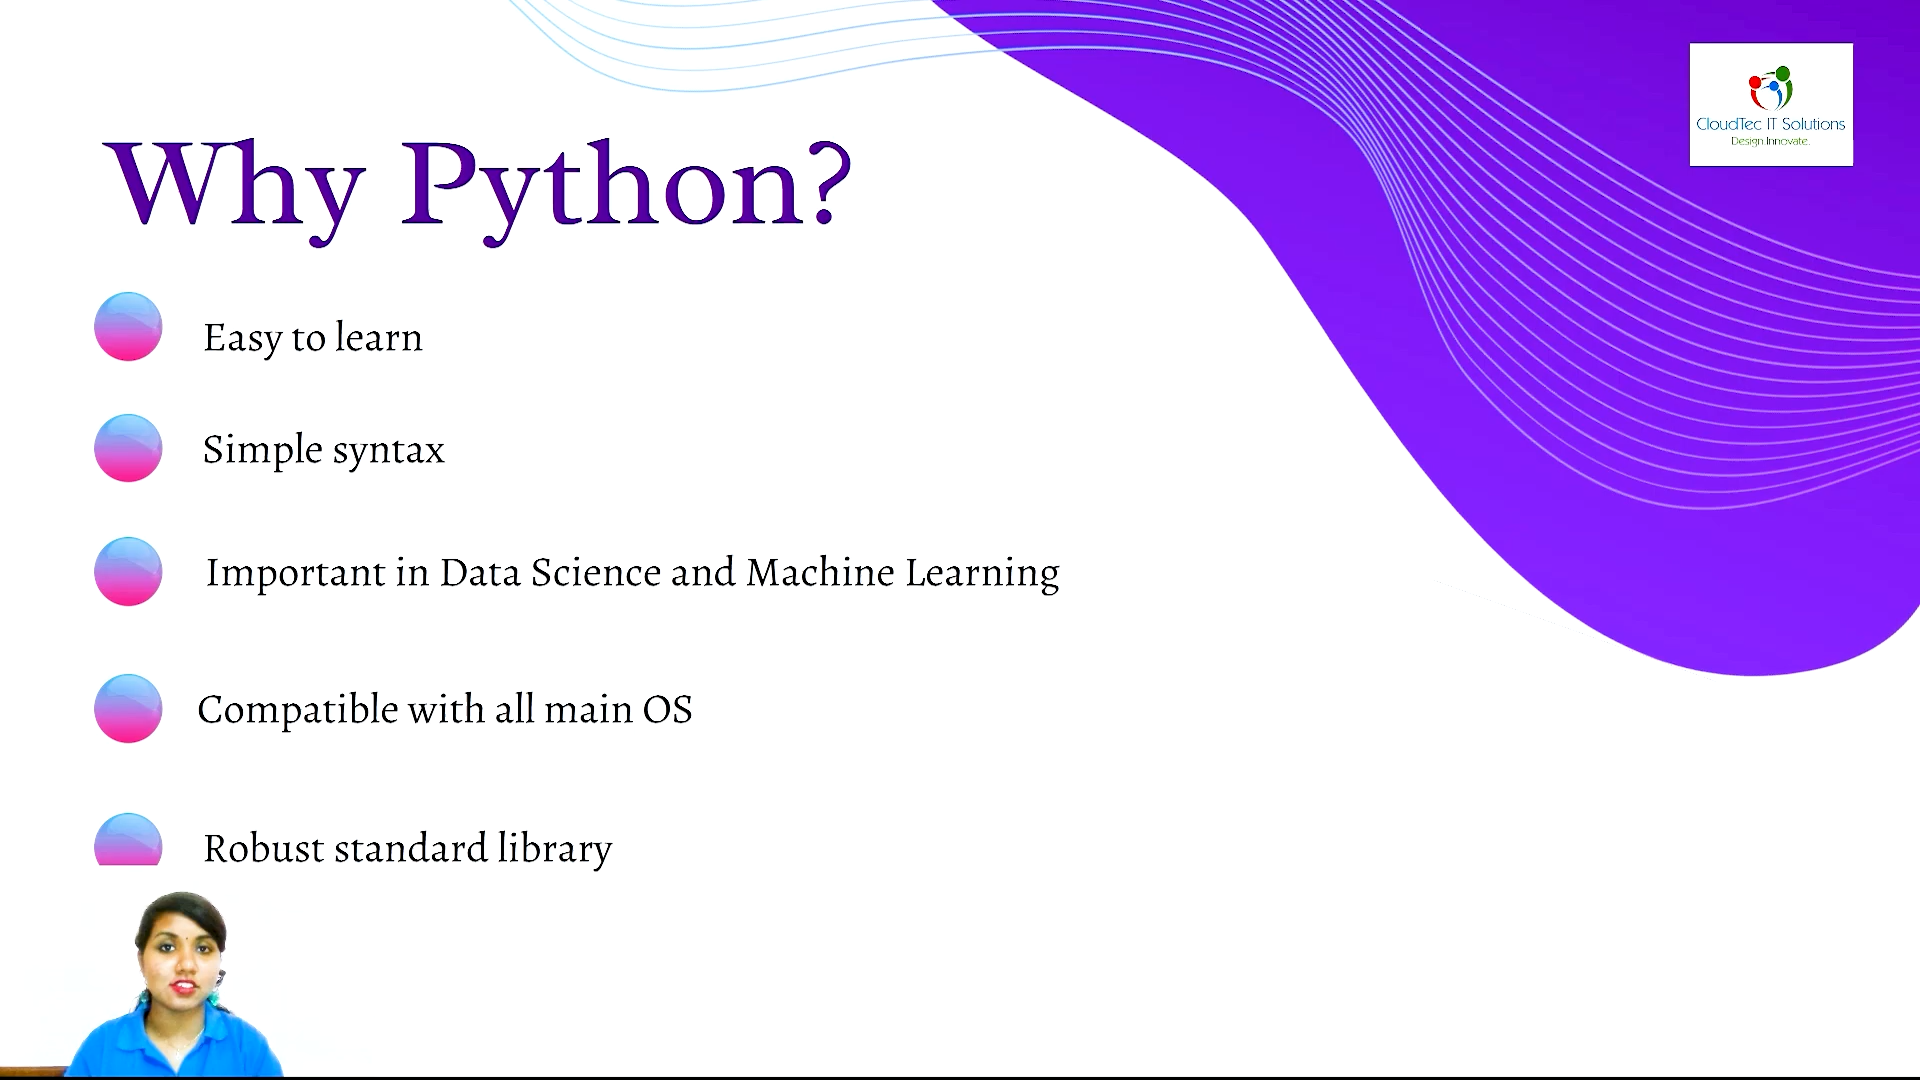 CloudTec IT Solutions
Design Innovate.
Why Python?
Easy to learn
Simple syntax
Important in Data Science and Machine Learning
Compatible with all main OS
Robust standard library